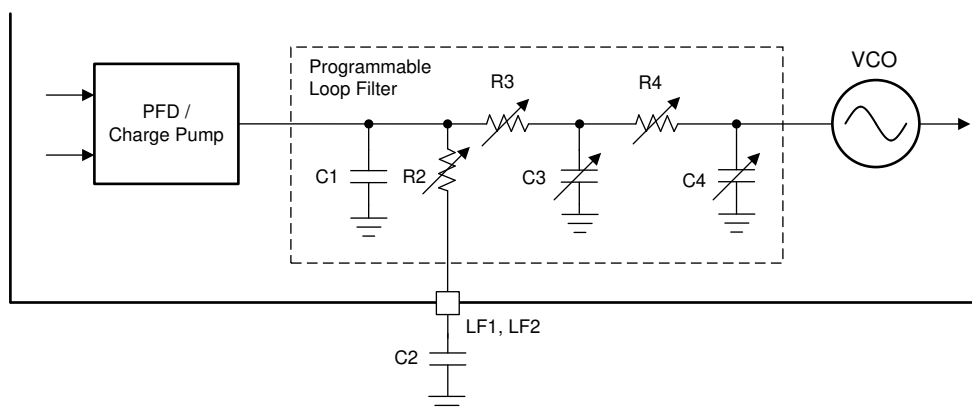 Programmable
Loop Filter
PFD /
Charge Pump
R3
R4
VCO
C1
R2
C3
C4
LF1, LF2
C2